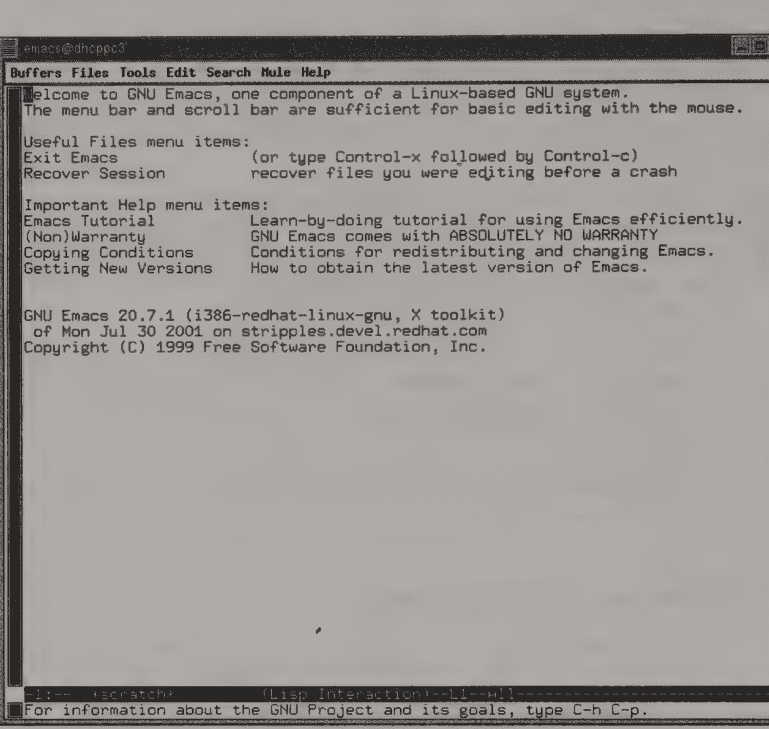 emacs@dhcppc3
Buffers Files Tools Edit Search Mule Help
Welcome to GNU Emacs, one component of a Linux-based GNU system.
The menu bar and scroll bar are sufficient for basic editing with the mouse.
Useful Files menu items:
Exit Emacs (or type Control-x followed by Control-c)
Recover Session recover files you were editing before a crash
Important Help menu items:
Emacs Tutorial Learn-by-doing tutorial for using Emacs efficiently.
(Non)Warranty GNU Emacs comes with ABSOLUTELY NO WARRANTY
Copying Conditions Conditions for redistributing and changing Emacs.
Getting New Versions How to obtain the latest version of Emacs.
GNU Emacs 20.7.1 (i386-redhat-linux-gnu, X toolkit)
of Mon Jul 30 2001 on stripples.devel.redhat.com
Copyright (C) 1999 Free Software Foundation, Inc.
-1:-- *scratch* (Lisp Interaction)--L1--All----------------------------
For information about the GNU Project and its goals, type C-h C-p.